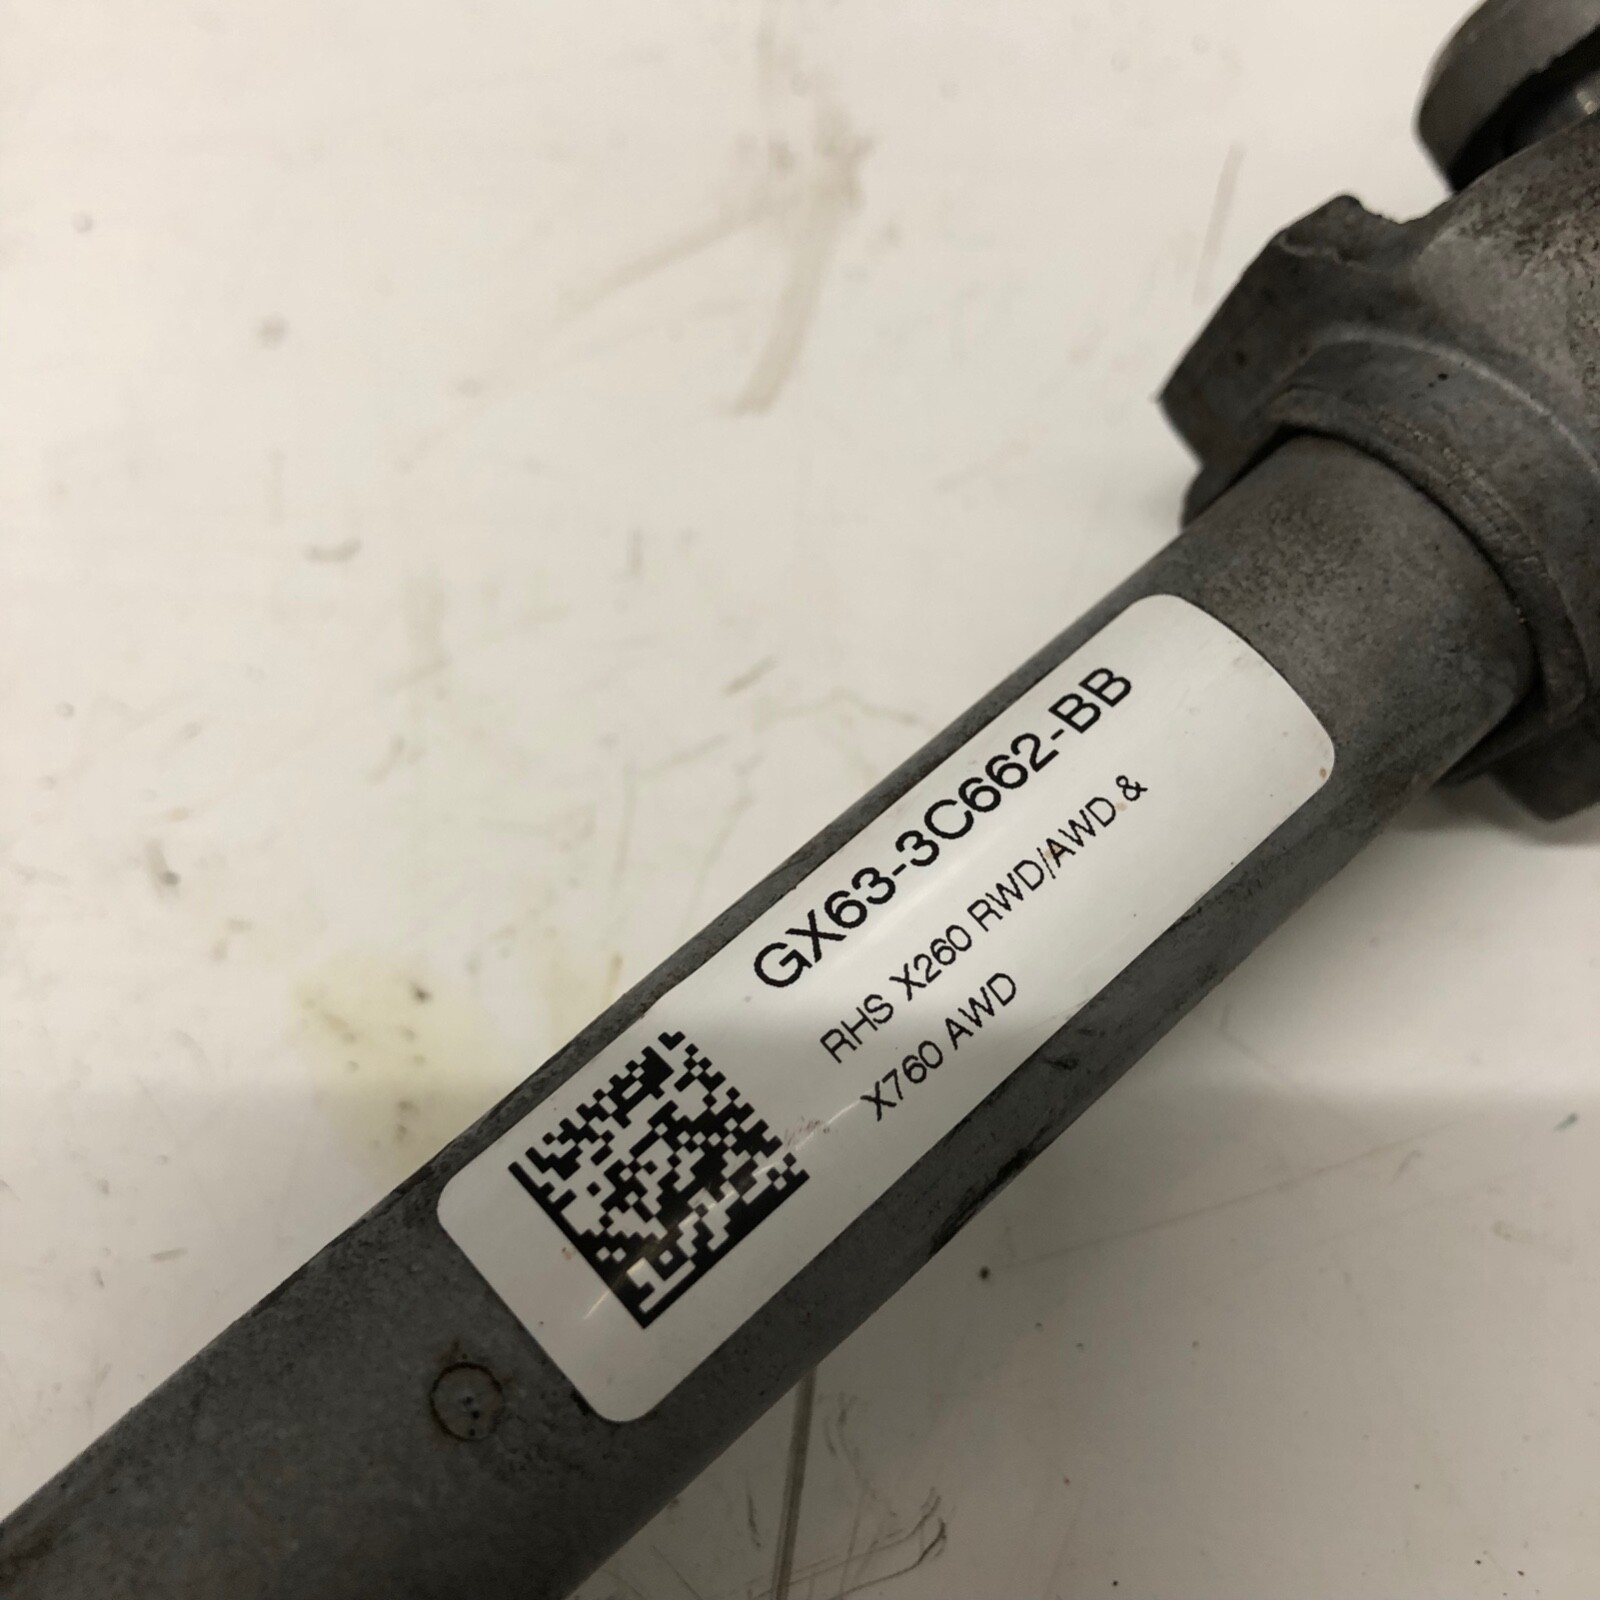 GX63-3C662-BB
RHS X260 RWD/AWD &
X760 AWD